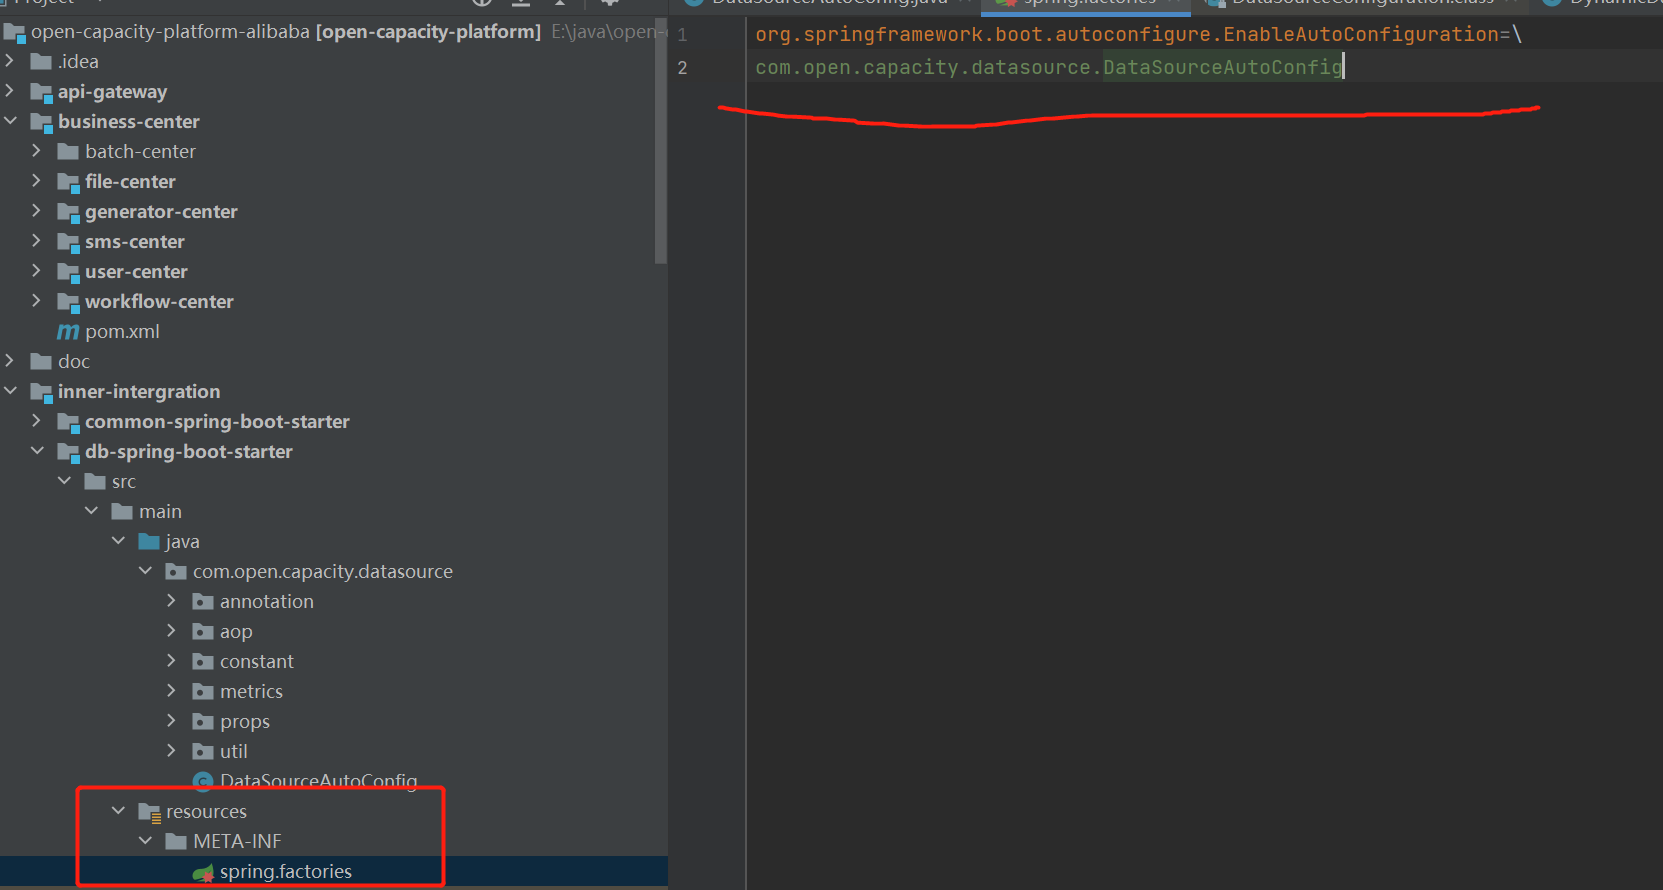 Project
open-capacity-platform-alibaba [open-capacity-platform] E:\java\open-c
.idea
api-gateway
business-center
batch-center
file-center
generator-center
sms-center
user-center
workflow-center
pom.xml
doc
inner-intergration
common-spring-boot-starter
db-spring-boot-starter
src
main
java
com.open.capacity.datasource
annotation
aop
constant
metrics
props
util
DataSourceAutoConfig
resources
META-INF
spring.factories
DataSourceAutoConfig.java spring.factories DataSourceConfiguration.class
1 org.springframework.boot.autoconfigure.EnableAutoConfiguration=\
2 com.open.capacity.datasource.DataSourceAutoConfig